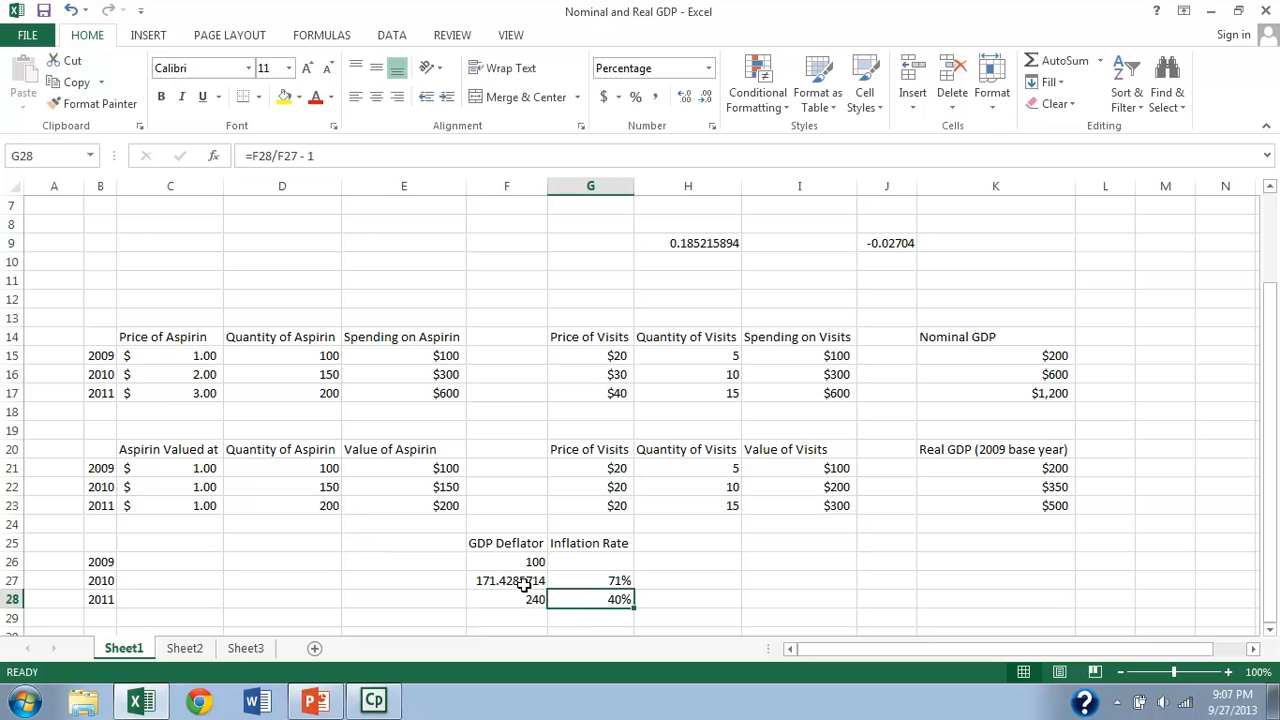 Nominal and Real GDP - Excel
?
FILE HOME INSERT PAGE LAYOUT FORMULAS DATA REVIEW VIEW Sign in
Paste
Cut
Copy
Format Painter
Clipboard
Calibri 11 A A
B I U A
Font
Wrap Text
Merge & Center
Alignment
Percentage
$ % ,
Number
Conditional Formatting
Format as Table
Cell Styles
Styles
Insert Delete Format
Cells
AutoSum
Fill
Clear
Sort & Filter
Find & Select
Editing
G28 fx =F28/F27 - 1
A B C D E F G H I J K L M N
7
8
9 0.185215894 -0.02704
10
11
12
13
14 Price of Aspirin Quantity of Aspirin Spending on Aspirin Price of Visits Quantity of Visits Spending on Visits Nominal GDP
15 2009 $ 1.00 100 $100 $20 5 $100 $200
16 2010 $ 2.00 150 $300 $30 10 $300 $600
17 2011 $ 3.00 200 $600 $40 15 $600 $1,200
18
19
20 Aspirin Valued at Quantity of Aspirin Value of Aspirin Price of Visits Quantity of Visits Value of Visits Real GDP (2009 base year)
21 2009 $ 1.00 100 $100 $20 5 $100 $200
22 2010 $ 1.00 150 $150 $20 10 $200 $350
23 2011 $ 1.00 200 $200 $20 15 $300 $500
24
25 GDP Deflator Inflation Rate
26 2009 100
27 2010 71%
28 2011 240 40%
29
Sheet1 Sheet2 Sheet3
READY 100%
9:07 PM
9/27/2013